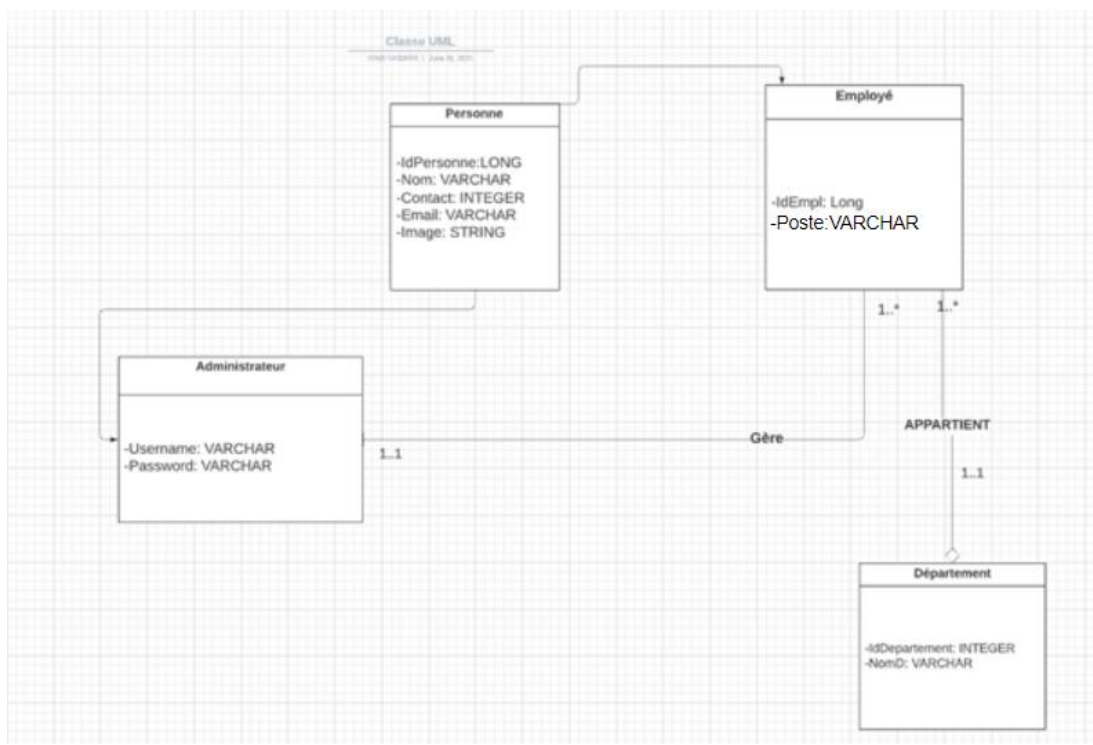 Classe UML
Personne
-IdPersonne:LONG
-Nom: VARCHAR
-Contact: INTEGER
-Email: VARCHAR
-Image: STRING
Employé
-IdEmpl: Long
-Poste:VARCHAR
1..*
1..*
Administrateur
-Username: VARCHAR
-Password: VARCHAR
1..1
Gère
APPARTIENT
1..1
Département
-IdDepartement: INTEGER
-NomD: VARCHAR